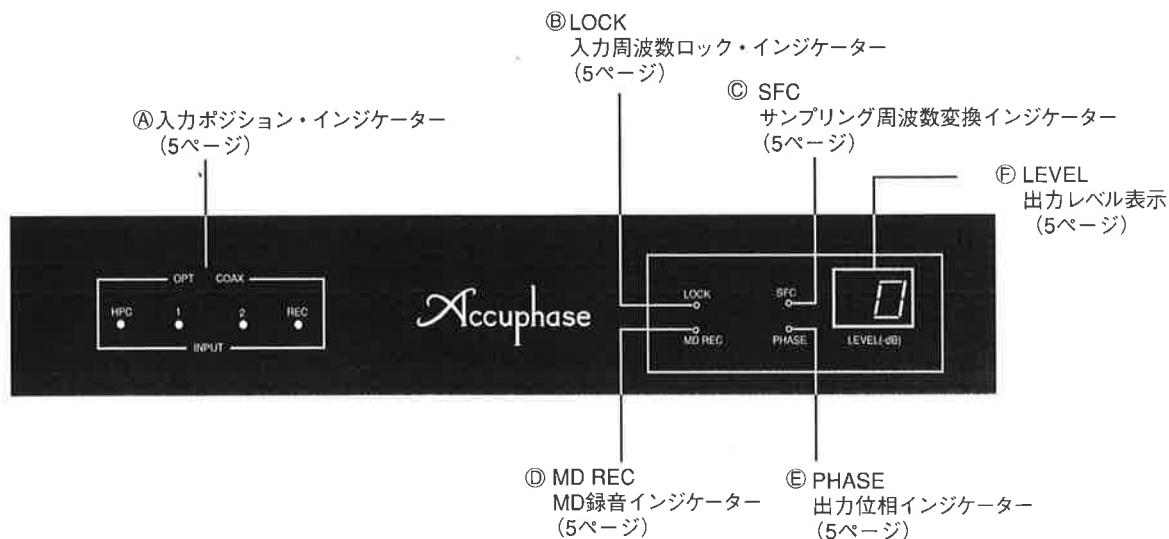 Ⓑ LOCK
入力周波数ロック・インジケーター
(5ページ)
Ⓒ SFC
サンプリング周波数変換インジケーター
(5ページ)
Ⓐ入力ポジション・インジケーター
(5ページ)
Ⓕ LEVEL
出力レベル表示
(5ページ)
OPT COAX
HPC 1 2 REC
INPUT
Accuphase
LOCK SFC
MD REC PHASE
0
LEVEL(-dB)
Ⓓ MD REC
MD録音インジケーター
(5ページ)
Ⓔ PHASE
出力位相インジケーター
(5ページ)